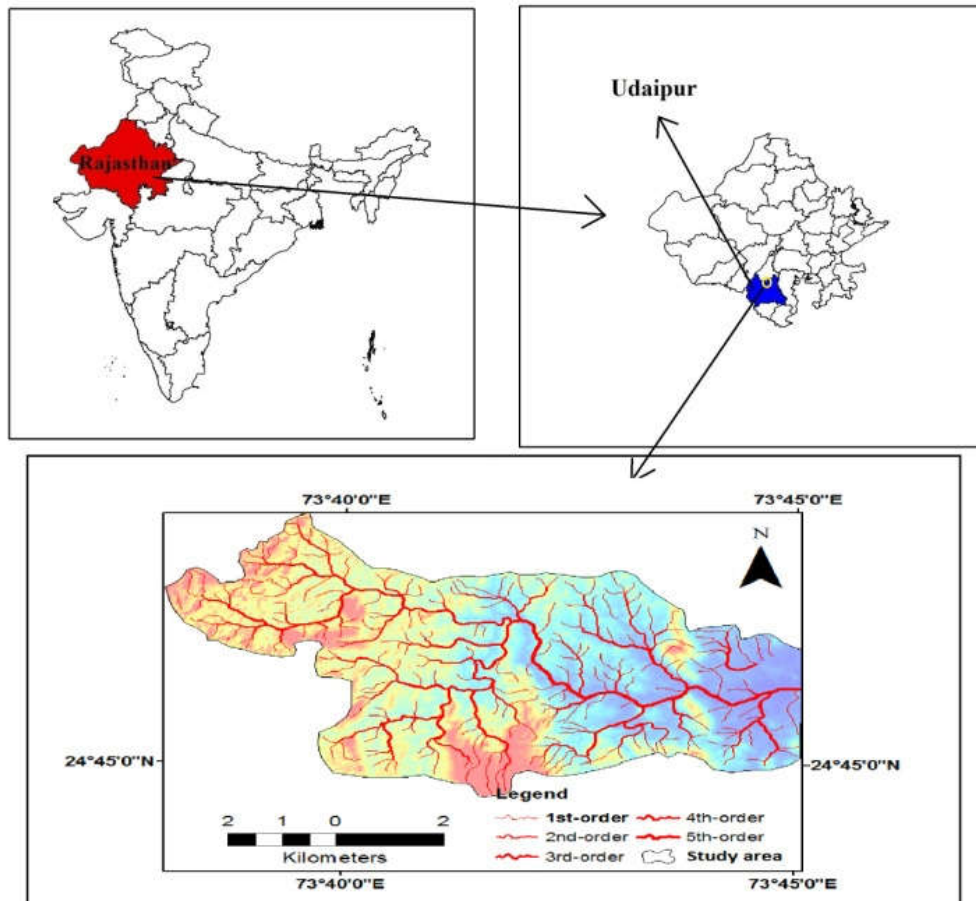 Rajasthan
Udaipur
73°40'0"E 73°45'0"E
N
24°45'0"N 24°45'0"N
Legend
1st-order 4th-order
2nd-order 5th-order
3rd-order Study area
2 1 0 2
Kilometers
73°40'0"E 73°45'0"E